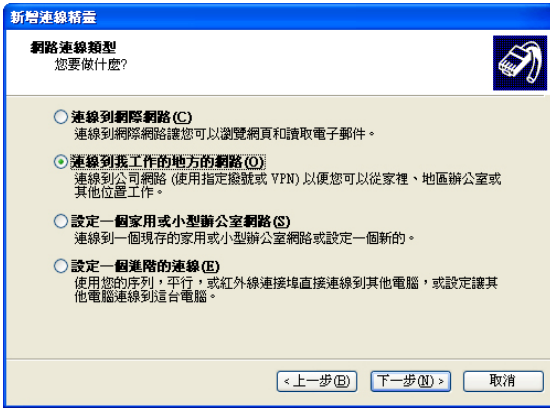 新增連線精靈
網路連線類型
您要做什麼?
連線到網際網路(C)
連線到網際網路讓您可以瀏覽網頁和讀取電子郵件。
連線到我工作的地方的網路(O)
連線到公司網路 (使用指定撥號或 VPN) 以便您可以從家裡、地區辦公室或
其他位置工作。
設定一個家用或小型辦公室網路(S)
連線到一個現存的家用或小型辦公室網路或設定一個新的。
設定一個進階的連線(E)
使用您的序列，平行，或紅外線連接埠直接連線到其他電腦，或設定讓其
他電腦連線到這台電腦。
<上一步(B)
下一步(N)>
取消